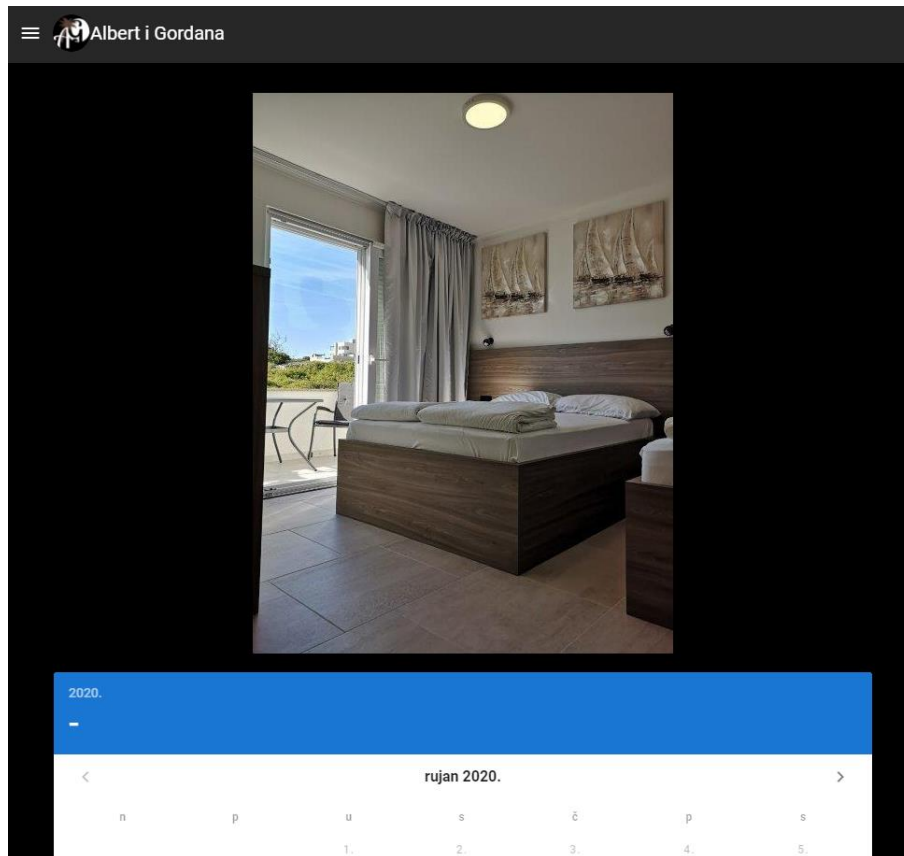 Albert i Gordana
2020.
-
rujan 2020.
n p u s č p s
1. 2. 3. 4. 5.